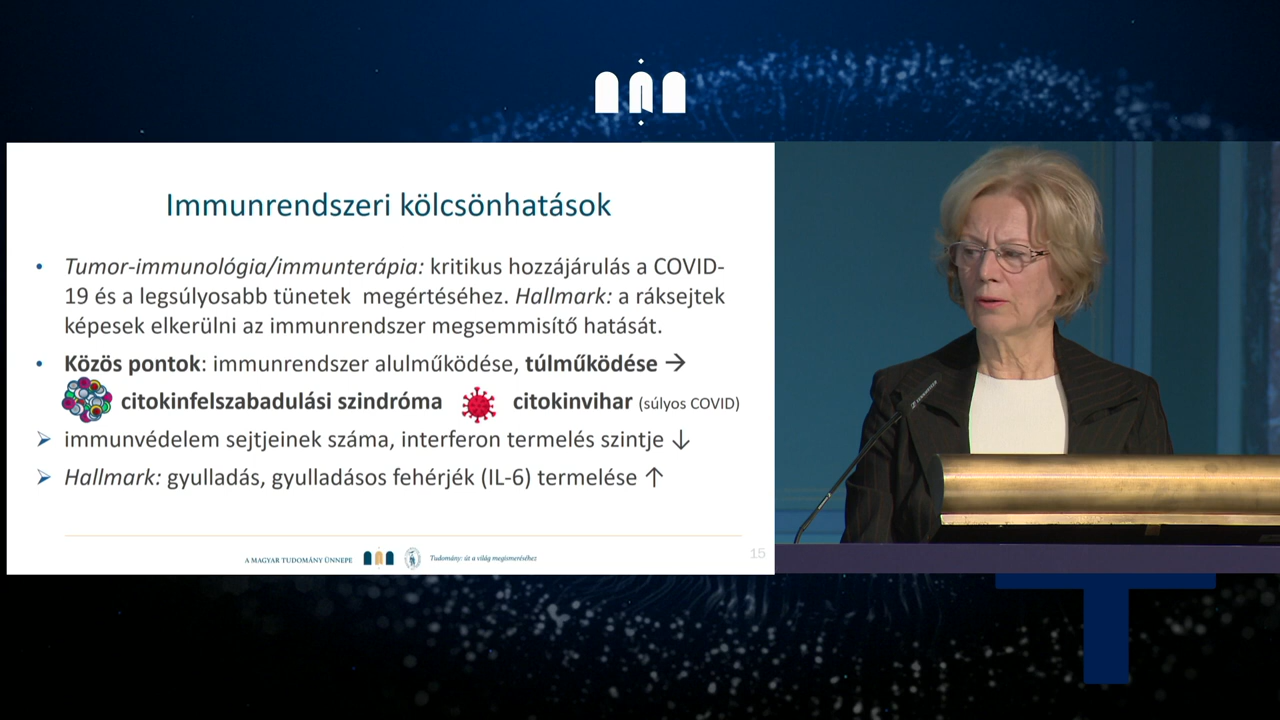 Immunrendszeri kölcsönhatások
• Tumor-immunológia/immunterápia: kritikus hozzájárulás a COVID-
19 és a legsúlyosabb tünetek megértéséhez. Hallmark: a ráksejtek
képesek elkerülni az immunrendszer megsemmisítő hatását.
• Közös pontok: immunrendszer alulműködése, túlműködése →
citokinfelszabadulási szindróma citokinvihar (súlyos COVID)
➢ immunvédelem sejtjeinek száma, interferon termelés szintje ↓
➢ Hallmark: gyulladás, gyulladásos fehérjék (IL-6) termelése ↑
A MAGYAR TUDOMÁNY ÜNNEPE Tudomány: út a világ megismeréséhez
15